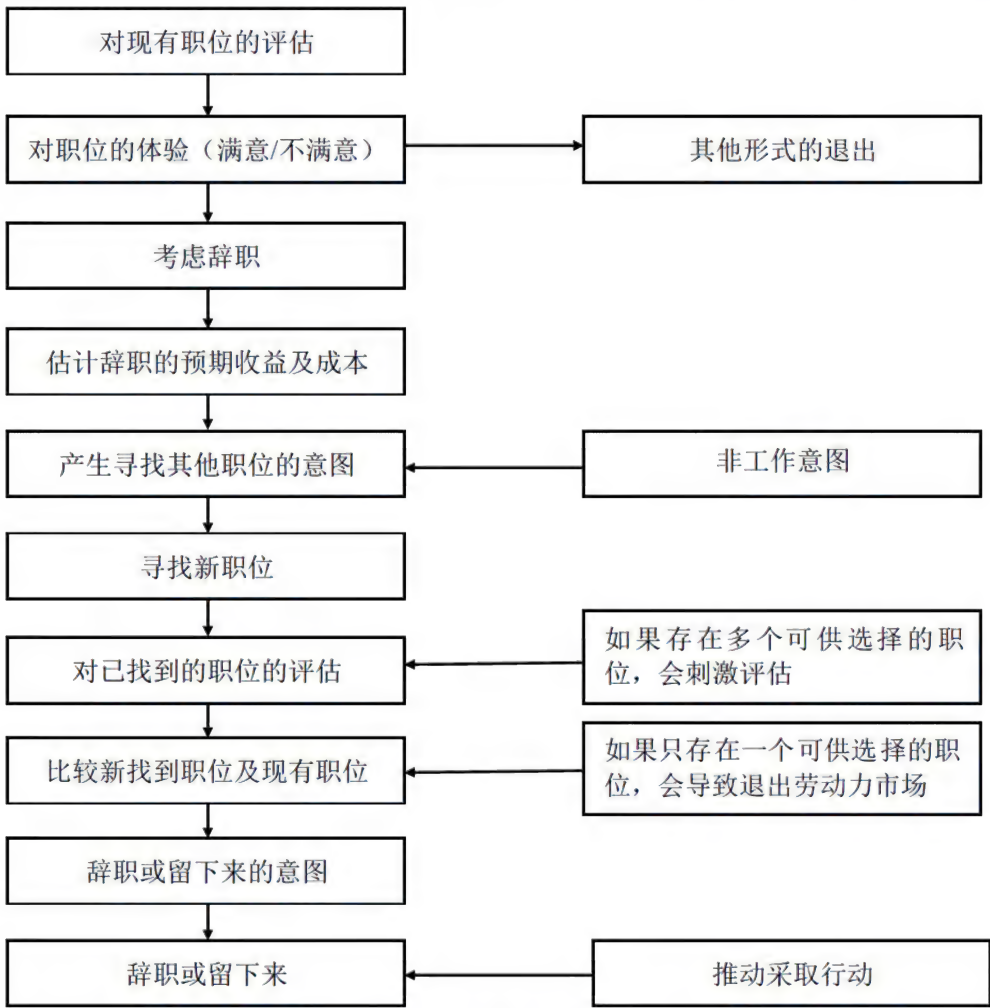 对现有职位的评估
对职位的体验（满意/不满意）
其他形式的退出
考虑辞职
估计辞职的预期收益及成本
产生寻找其他职位的意图
非工作意图
寻找新职位
对已找到的职位的评估
如果存在多个可供选择的职
位，会刺激评估
比较新找到职位及现有职位
如果只存在一个可供选择的职
位，会导致退出劳动力市场
辞职或留下来的意图
辞职或留下来
推动采取行动